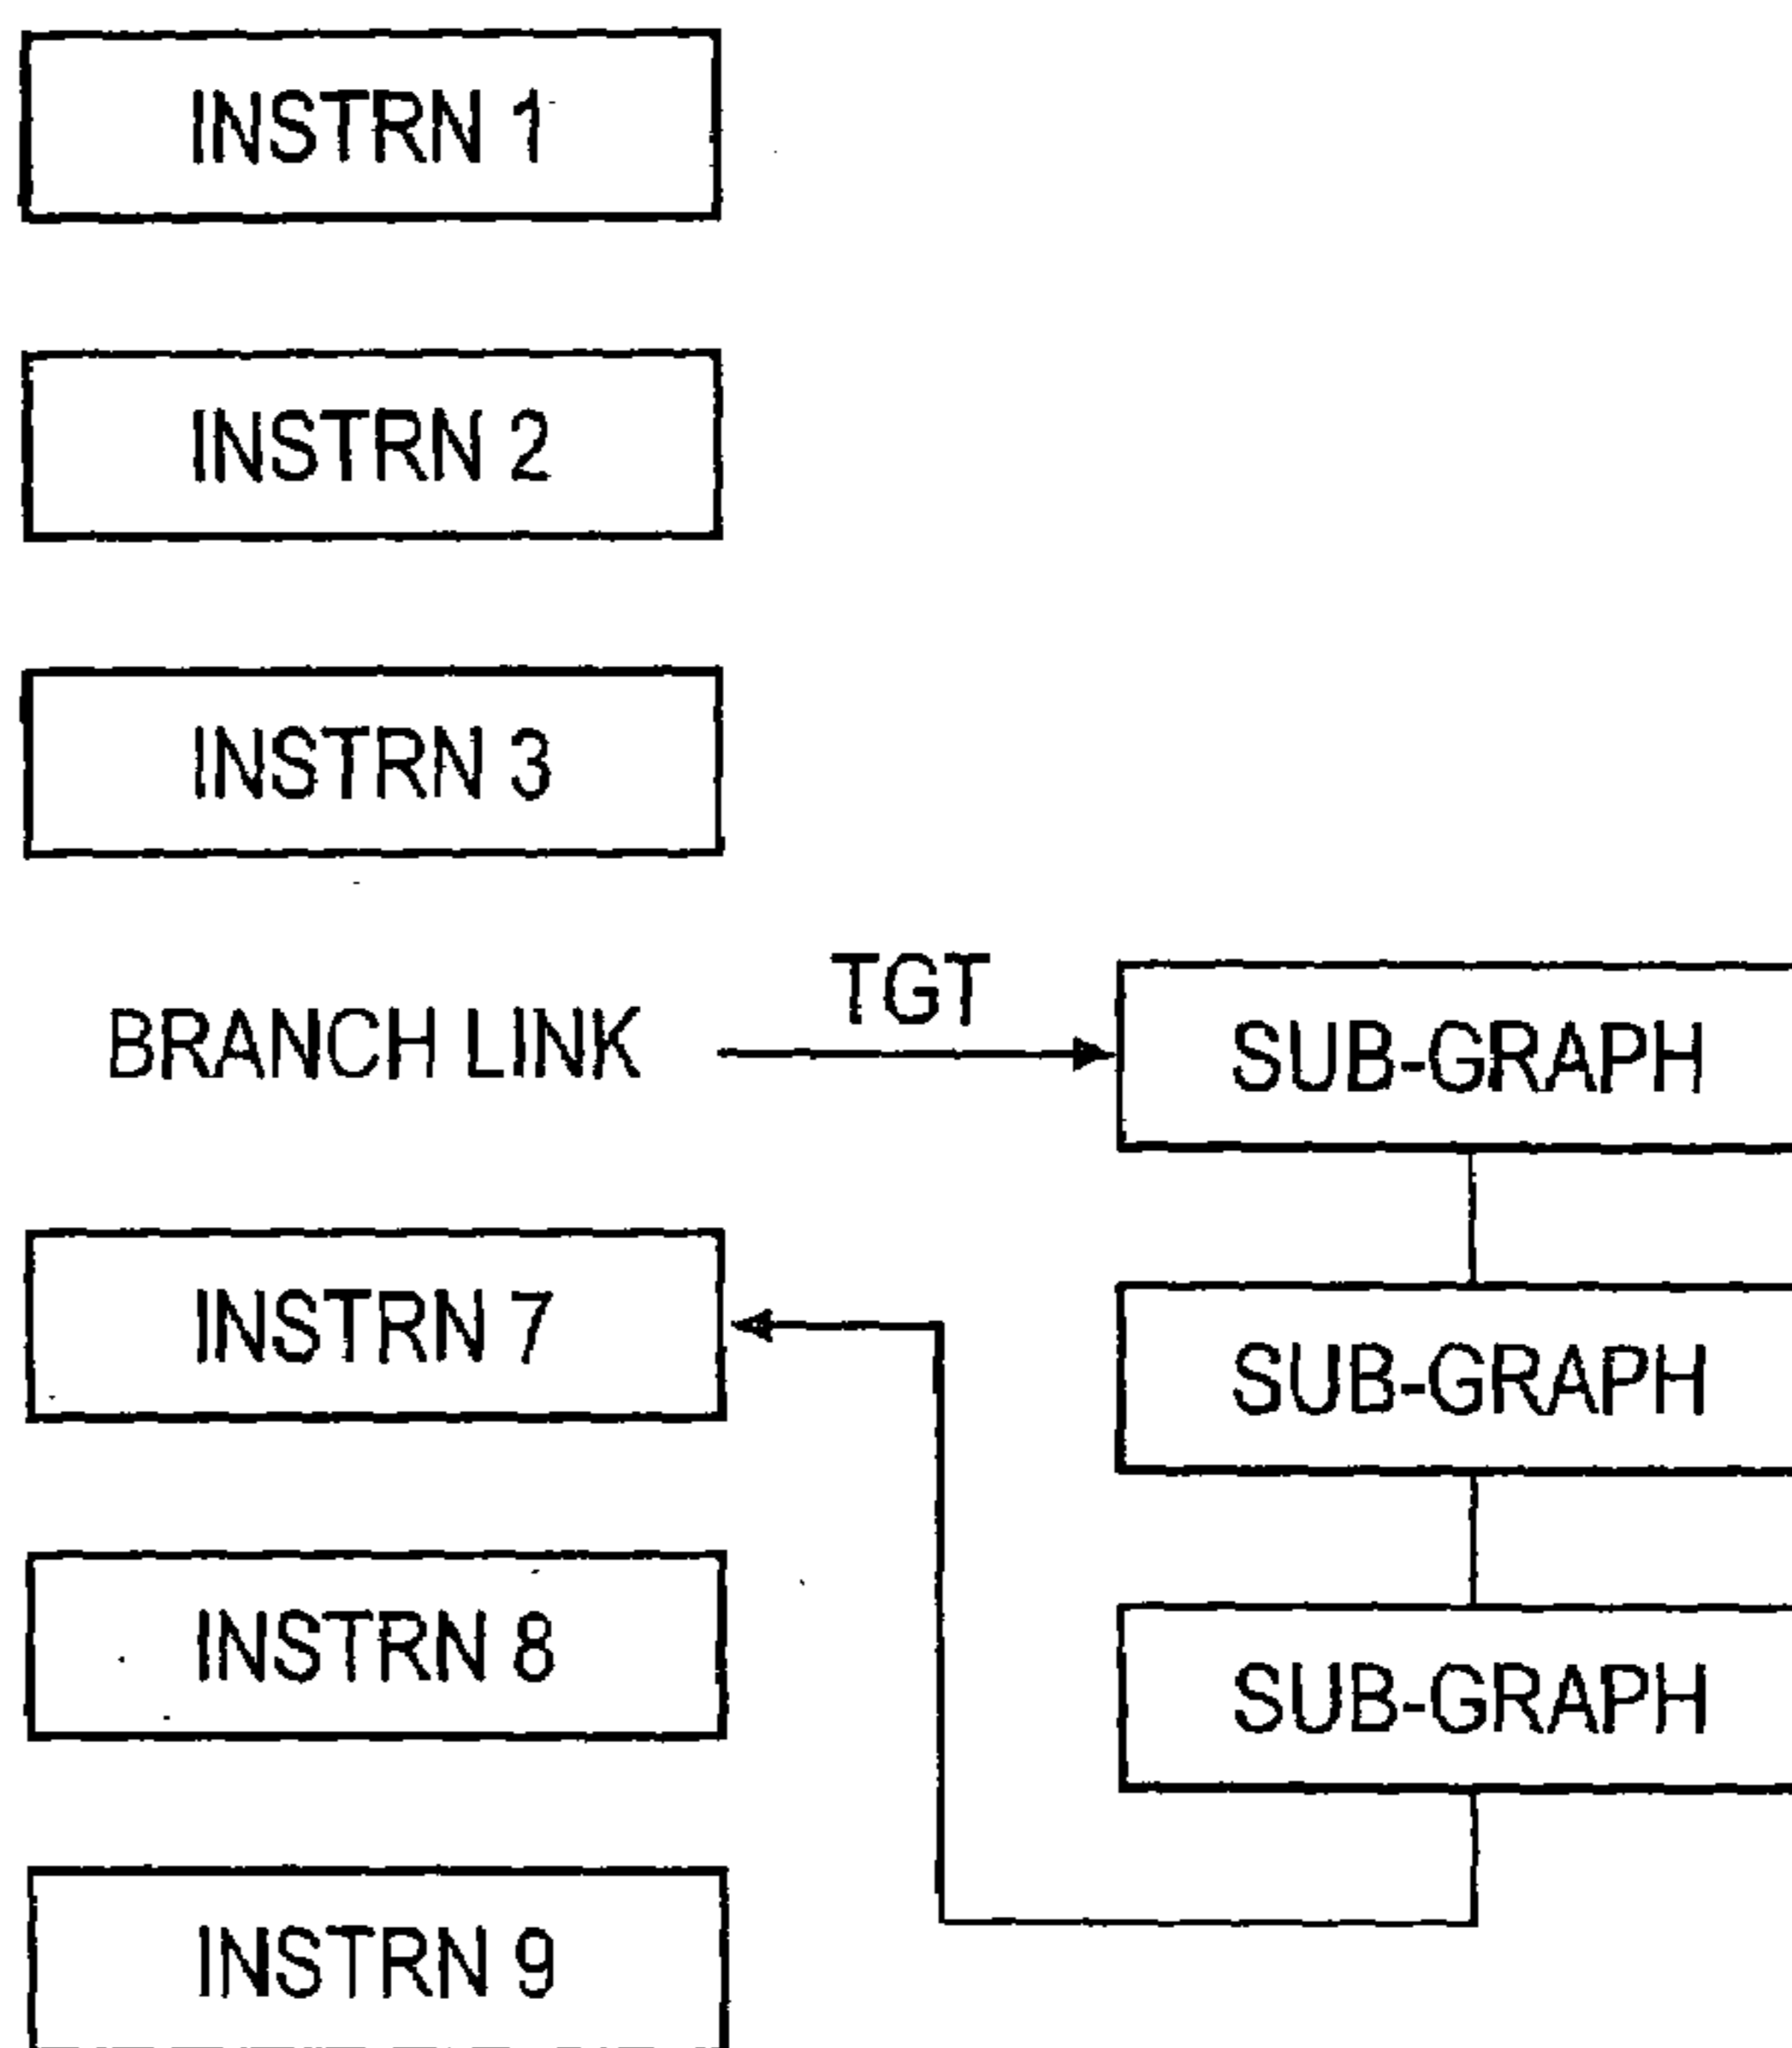 INSTRN 1
INSTRN 2
INSTRN 3
BRANCH LINK
TGT
SUB-GRAPH
INSTRN 7
SUB-GRAPH
INSTRN 8
SUB-GRAPH
INSTRN 9